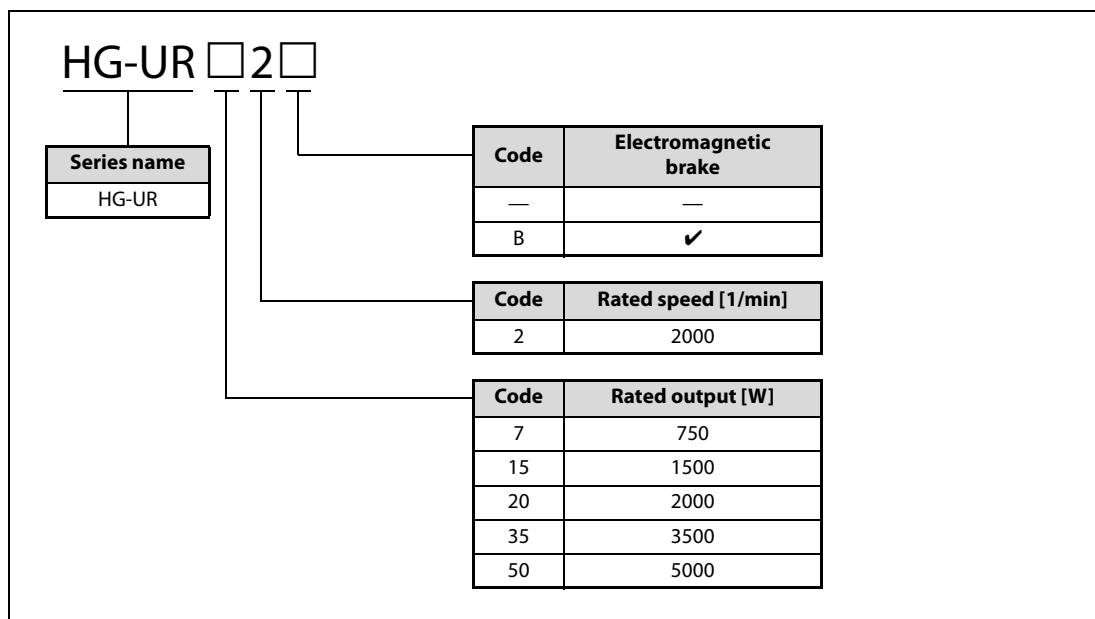 HG-UR □2□
Series name
HG-UR
Code Electromagnetic
brake
— —
B ✔
Code Rated speed [1/min]
2 2000
Code Rated output [W]
7 750
15 1500
20 2000
35 3500
50 5000